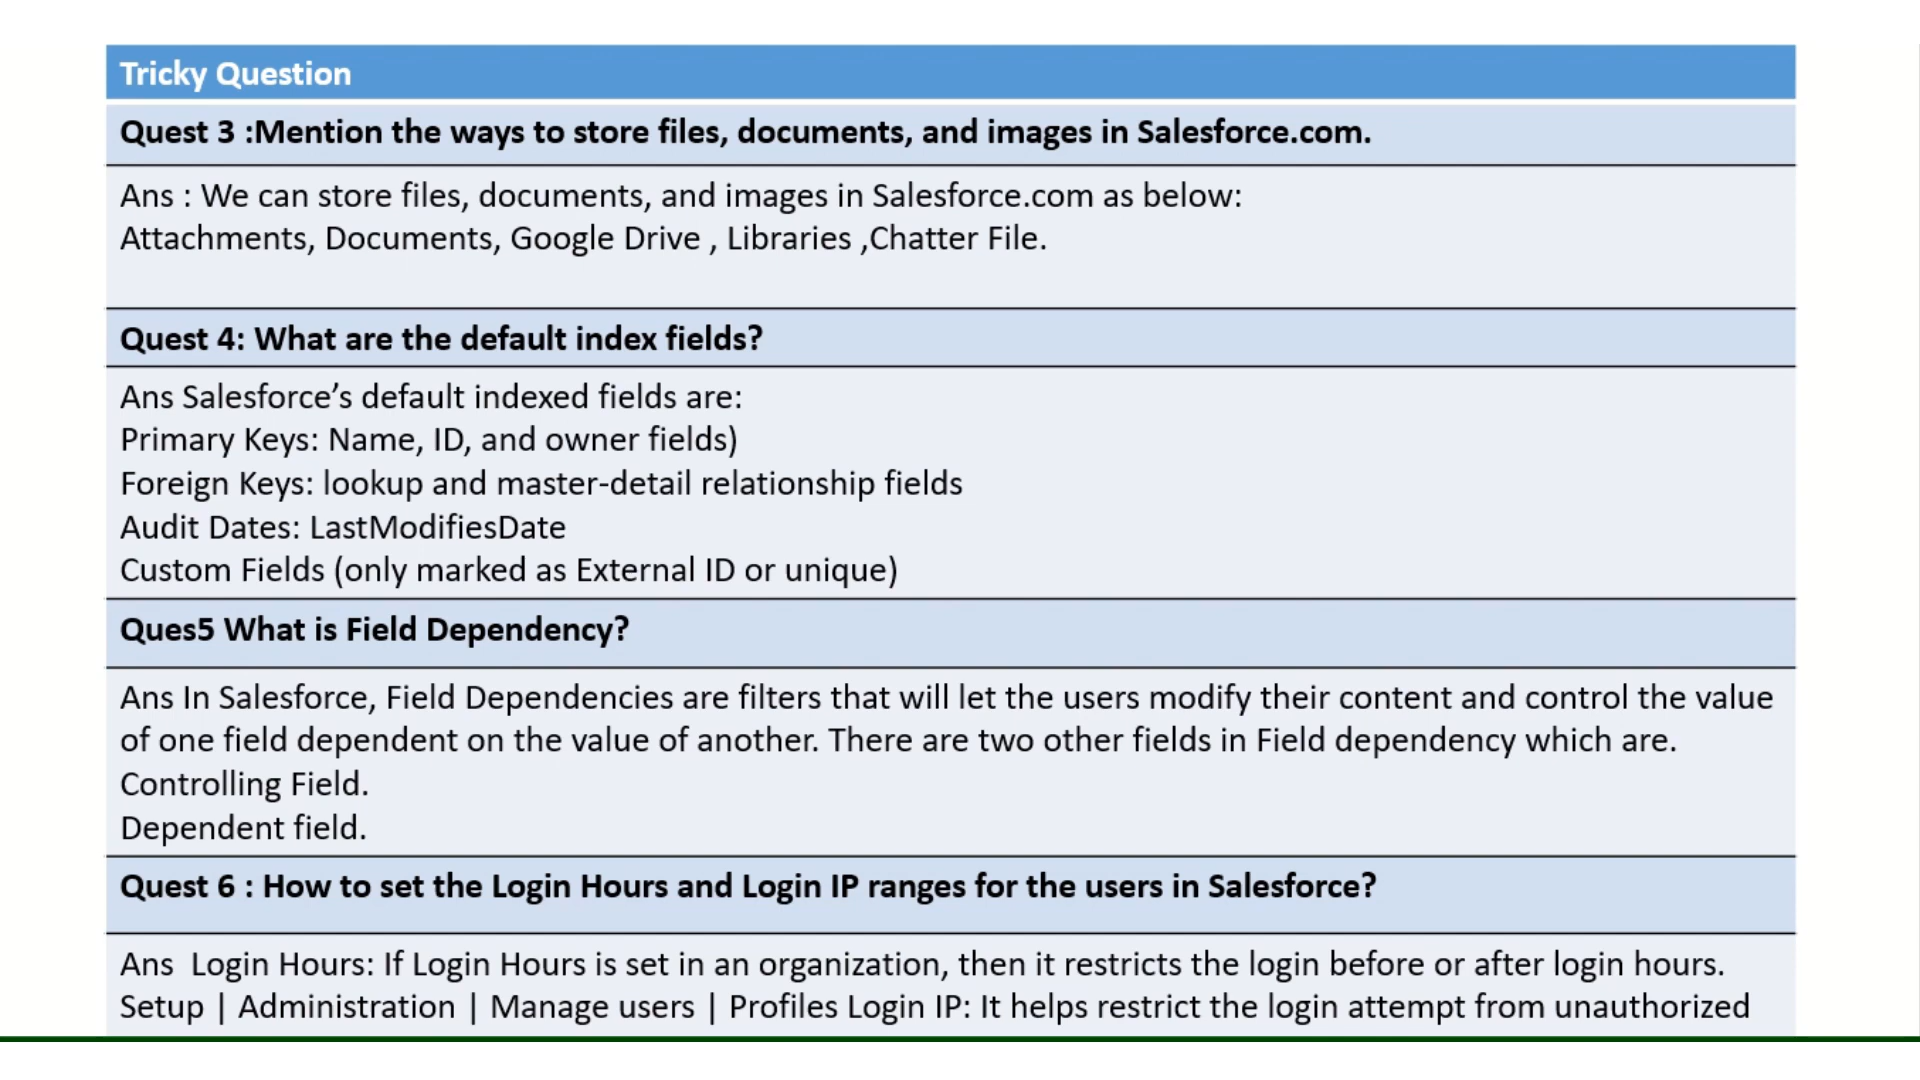 Tricky Question
Quest 3 :Mention the ways to store files, documents, and images in Salesforce.com.
Ans : We can store files, documents, and images in Salesforce.com as below:
Attachments, Documents, Google Drive , Libraries ,Chatter File.
Quest 4: What are the default index fields?
Ans Salesforce’s default indexed fields are:
Primary Keys: Name, ID, and owner fields)
Foreign Keys: lookup and master-detail relationship fields
Audit Dates: LastModifiesDate
Custom Fields (only marked as External ID or unique)
Ques5 What is Field Dependency?
Ans In Salesforce, Field Dependencies are filters that will let the users modify their content and control the value
of one field dependent on the value of another. There are two other fields in Field dependency which are.
Controlling Field.
Dependent field.
Quest 6 : How to set the Login Hours and Login IP ranges for the users in Salesforce?
Ans  Login Hours: If Login Hours is set in an organization, then it restricts the login before or after login hours.
Setup | Administration | Manage users | Profiles Login IP: It helps restrict the login attempt from unauthorized